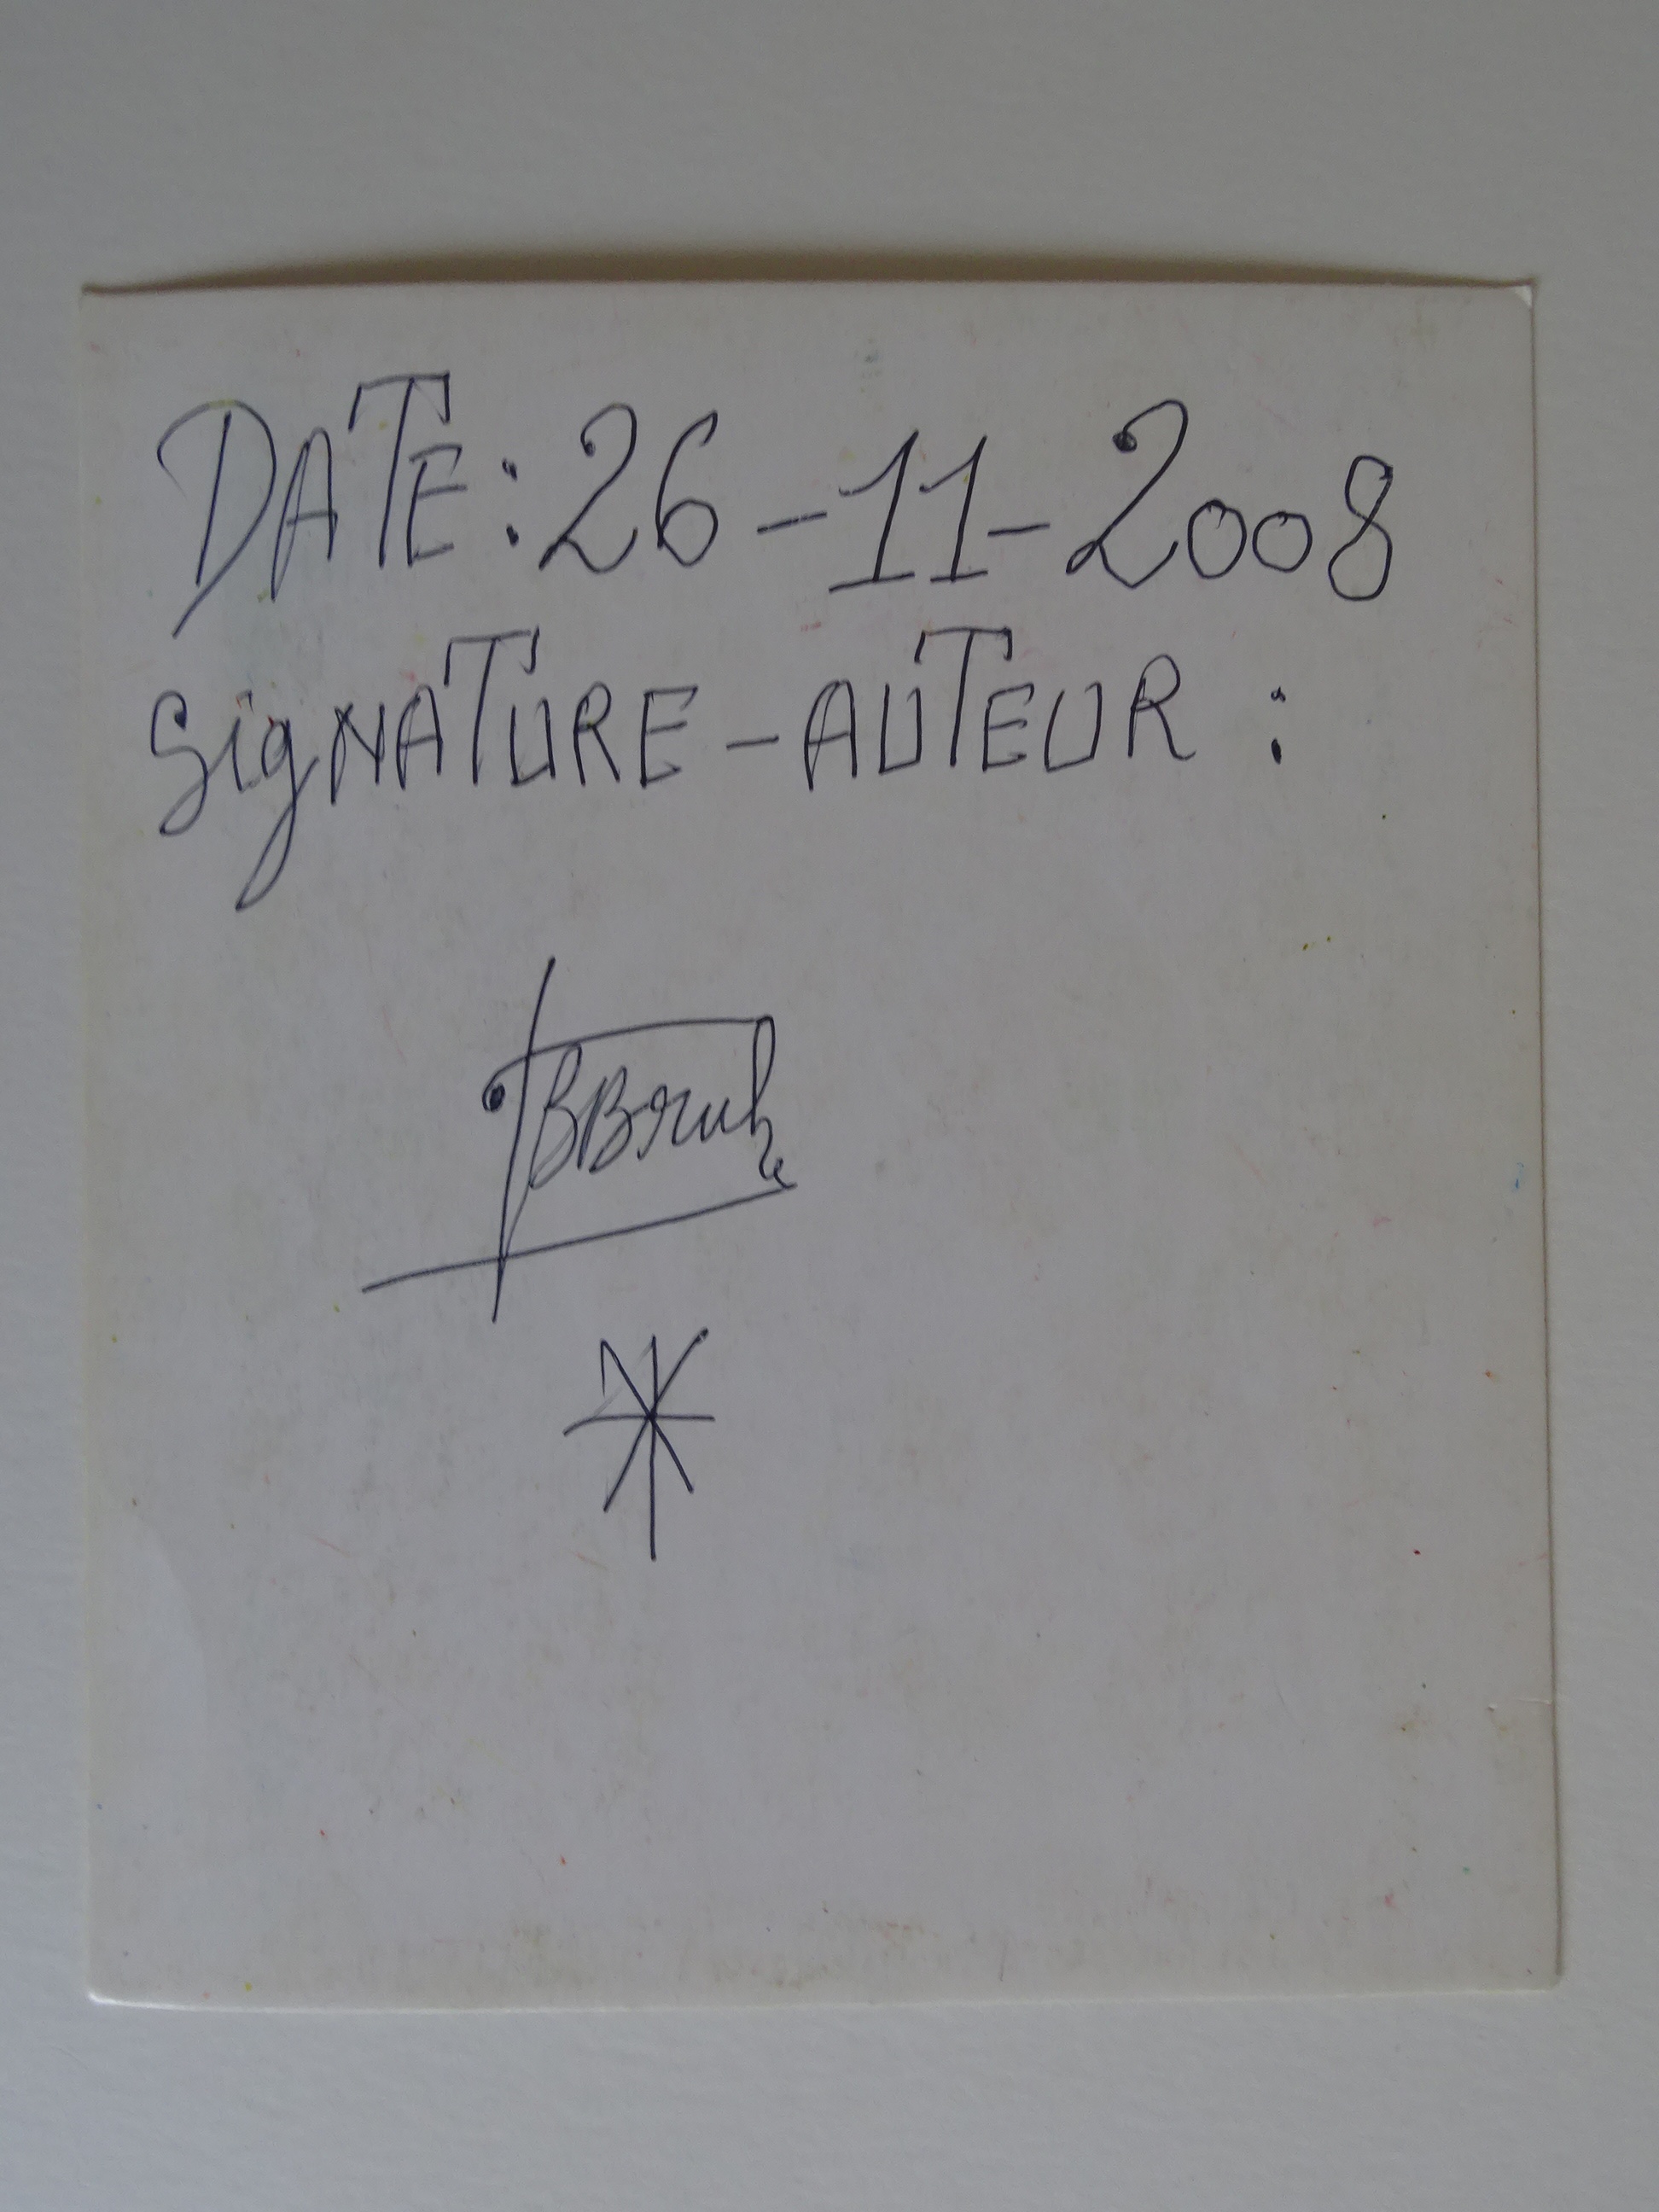 DATE : 26-11-2008
SigNATURE - AUTEUR :